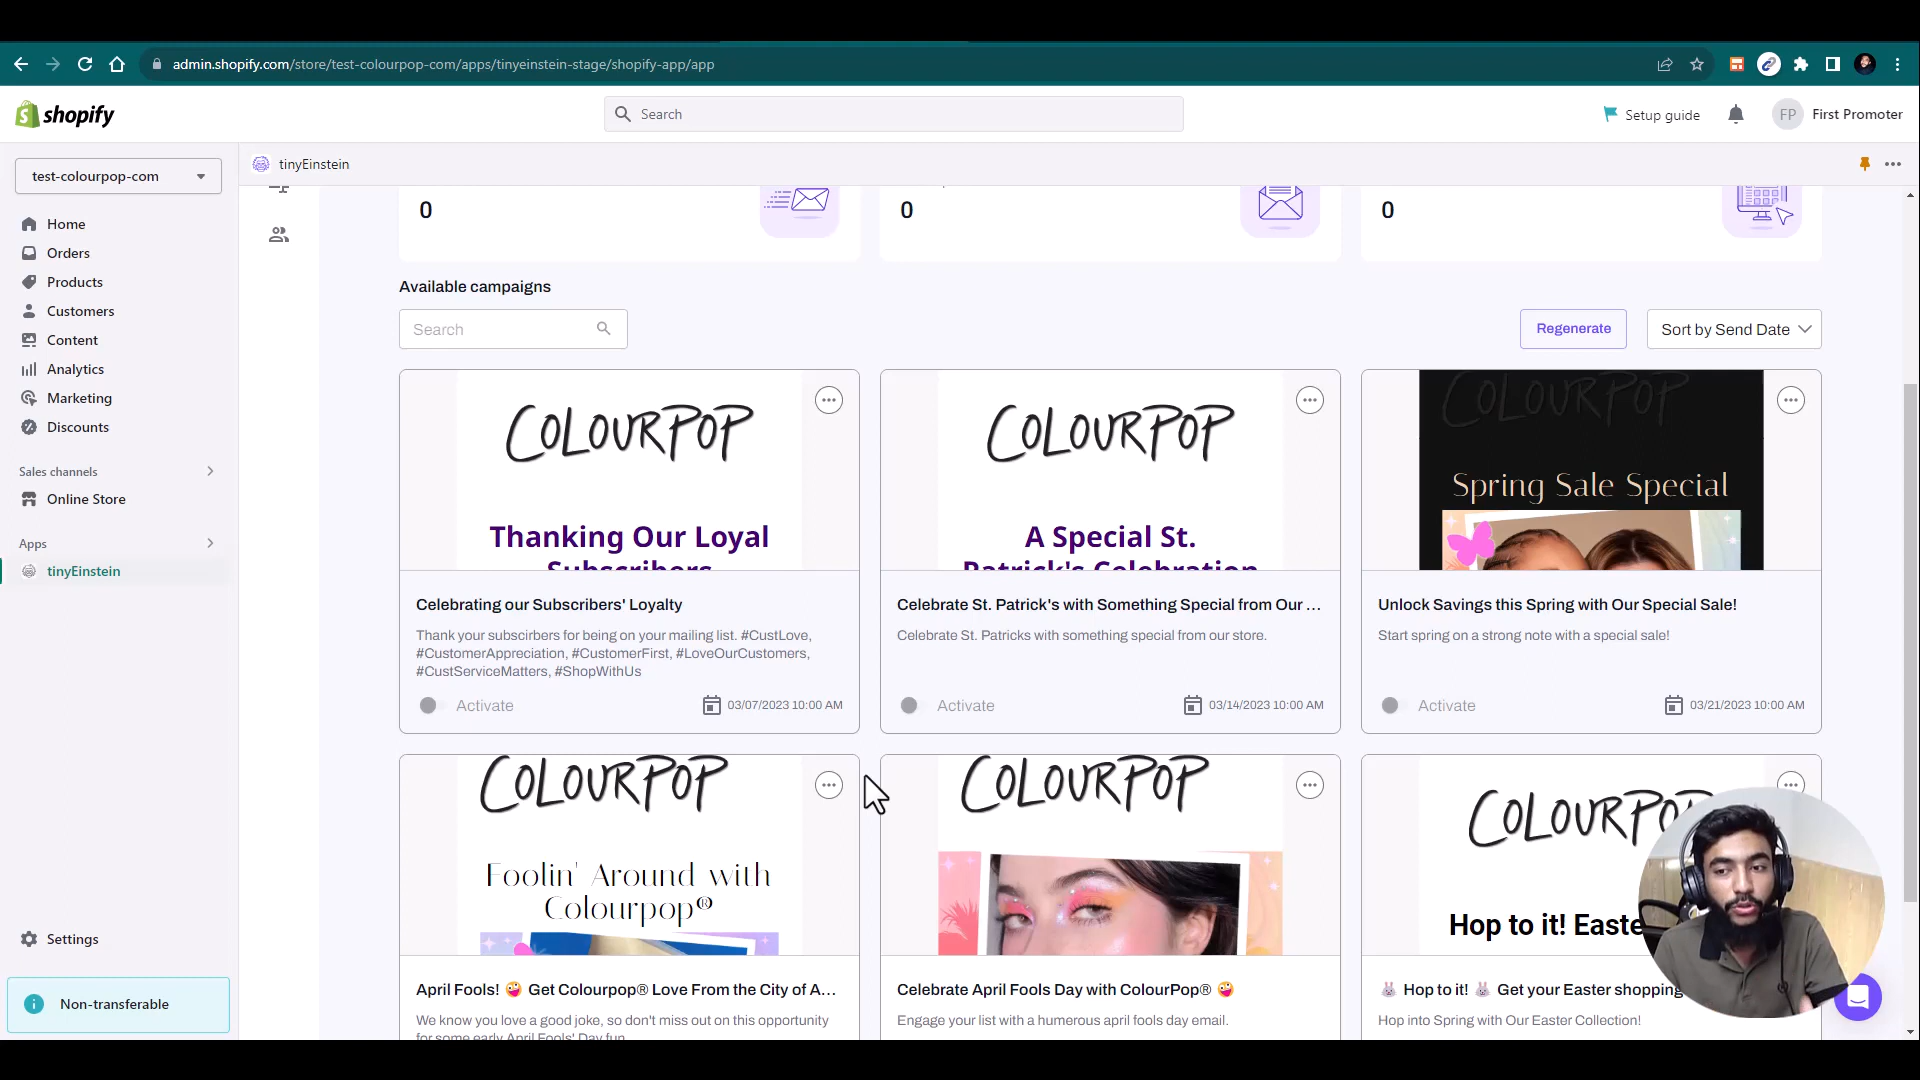 admin.shopify.com/store/test-colourpop-com/apps/tinyeinstein-stage/shopify-app/app
shopify
Search
Setup guide
FP
First Promoter
test-colourpop-com
tinyEinstein
Home
Orders
Products
Customers
Content
Analytics
Marketing
Discounts
Sales channels
Online Store
Apps
tinyEinstein
Settings
Non-transferable
0
0
0
Available campaigns
Search
Regenerate
Sort by Send Date
COLOURPOP
Thanking Our Loyal
Subscribers
Celebrating our Subscribers' Loyalty
Thank your subscirbers for being on your mailing list. #CustLove,
#CustomerAppreciation, #CustomerFirst, #LoveOurCustomers,
#CustServiceMatters, #ShopWithUs
Activate
03/07/2023 10:00 AM
COLOURPOP
A Special St.
Patrick's Celebration
Celebrate St. Patrick's with Something Special from Our ...
Celebrate St. Patricks with something special from our store.
Activate
03/14/2023 10:00 AM
COLOURPOP
Spring Sale Special
Unlock Savings this Spring with Our Special Sale!
Start spring on a strong note with a special sale!
Activate
03/21/2023 10:00 AM
COLOURPOP
Foolin' Around with
Colourpop®
April Fools! 🤪 Get Colourpop® Love From the City of A...
We know you love a good joke, so don't miss out on this opportunity
for some early April Fools' Day fun
COLOURPOP
Celebrate April Fools Day with ColourPop® 🤪
Engage your list with a humerous april fools day email.
COLOURPOP
Hop to it! Easte
🐰 Hop to it! 🐰 Get your Easter shopping
Hop into Spring with Our Easter Collection!